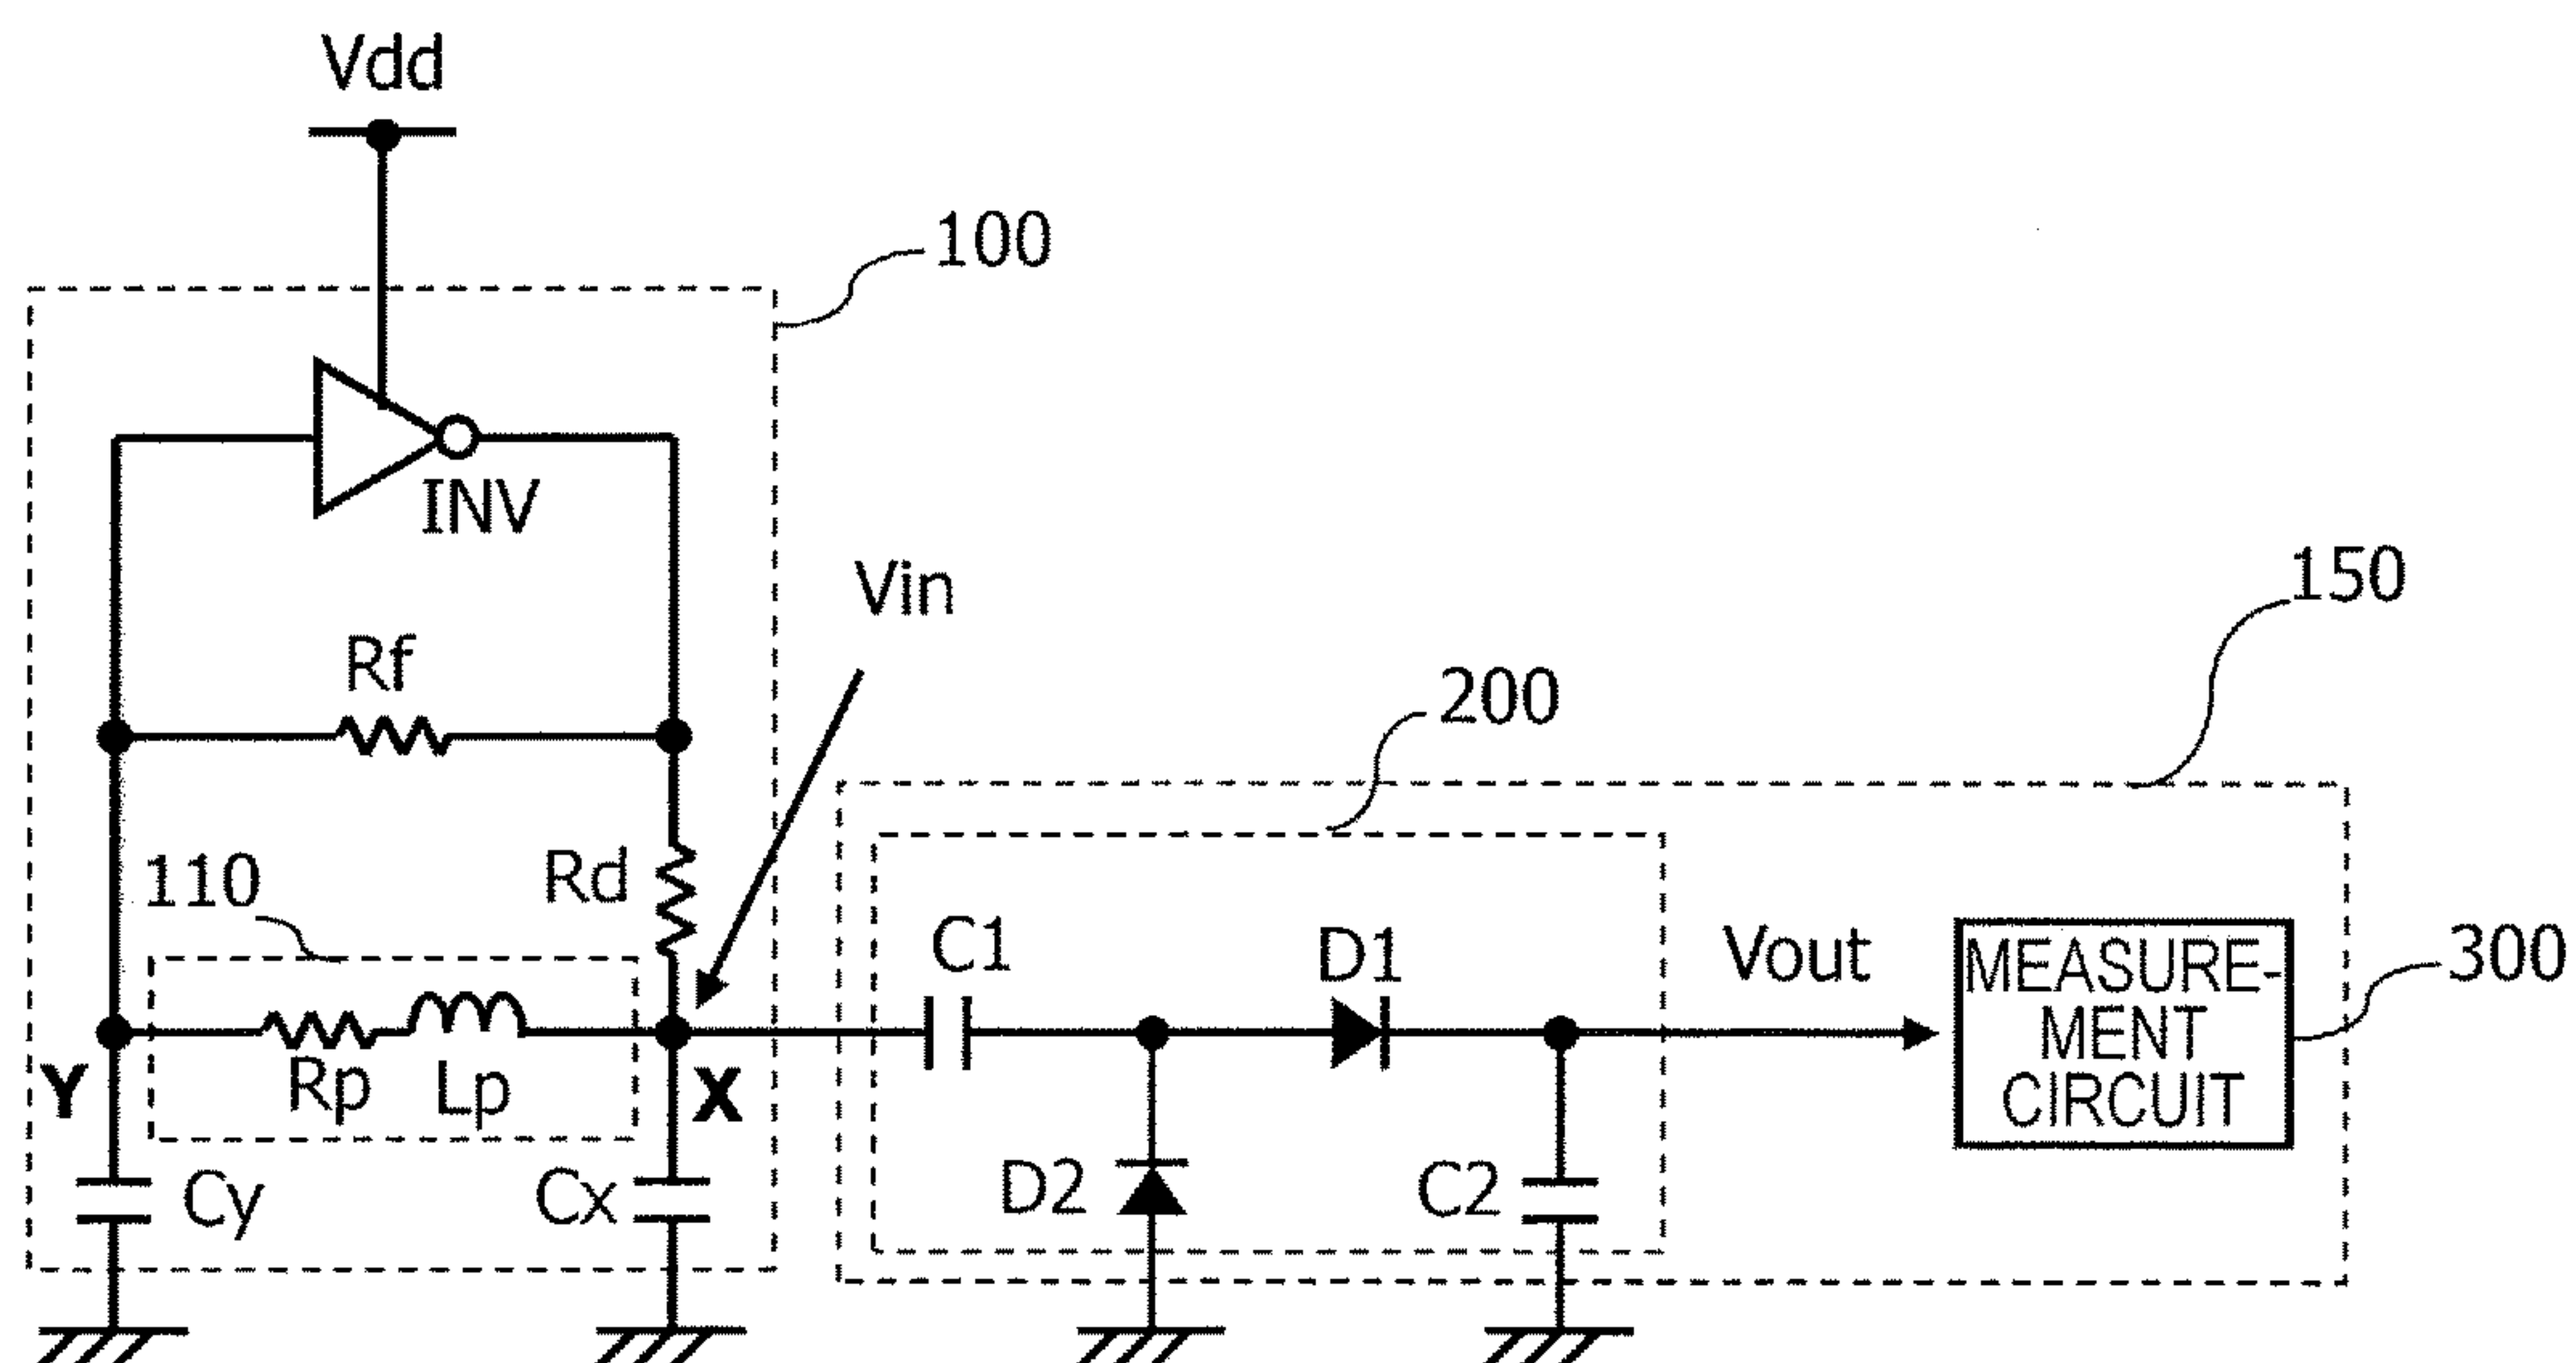 Vdd
100
INV
Vin
150
Rf
200
110
Rd
C1
D1
Vout
MEASURE-
MENT
CIRCUIT
300
Y
Rp
Lp
X
Cy
Cx
D2
C2